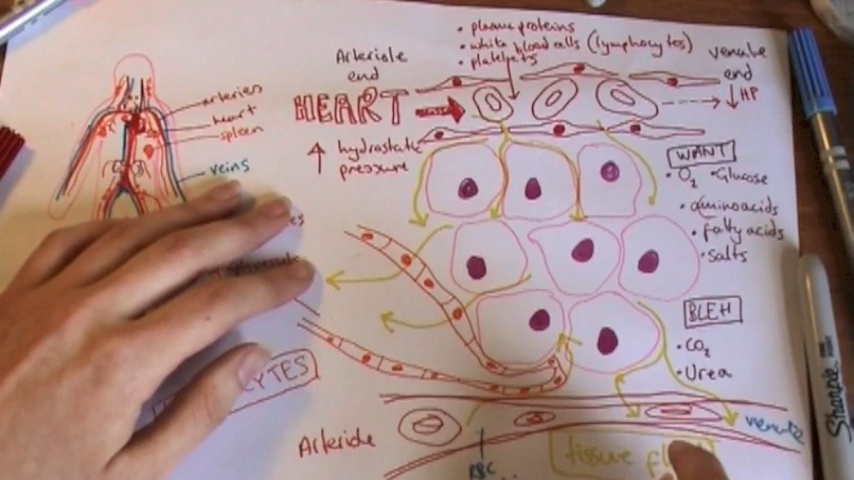 • plasma proteins
• white blood cells (lymphocytes)
• platelets
Arteriole
end
venule
end
↓ HP
HEART
↑ hydrostatic
pressure
arteries
heart
spleen
veins
WANT
• O2 • Glucose
• aminoacids
• fatty acids
• salts
BLEH
• CO2
• Urea
Arteriole
RBC
tissue
venule
Sharpie